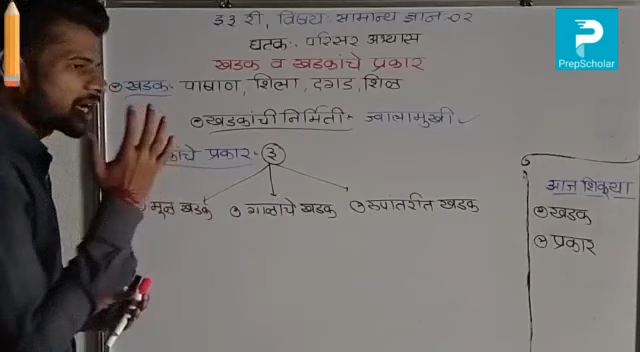 इ३ री, विषय: सामान्य ज्ञान-०२
घटक:- परिसर अभ्यास
खडक व खडकांचे प्रकार
खडक:- पाषाण, शिला, दगड, शिळ
खडकांची निर्मिती:- ज्वालामुखी ✓
कांचे प्रकार:- ३
मूळ खडक
गाळाचे खडक
रूपांतरीत खडक
आज शिकूया
खडक
प्रकार
P
PrepScholar